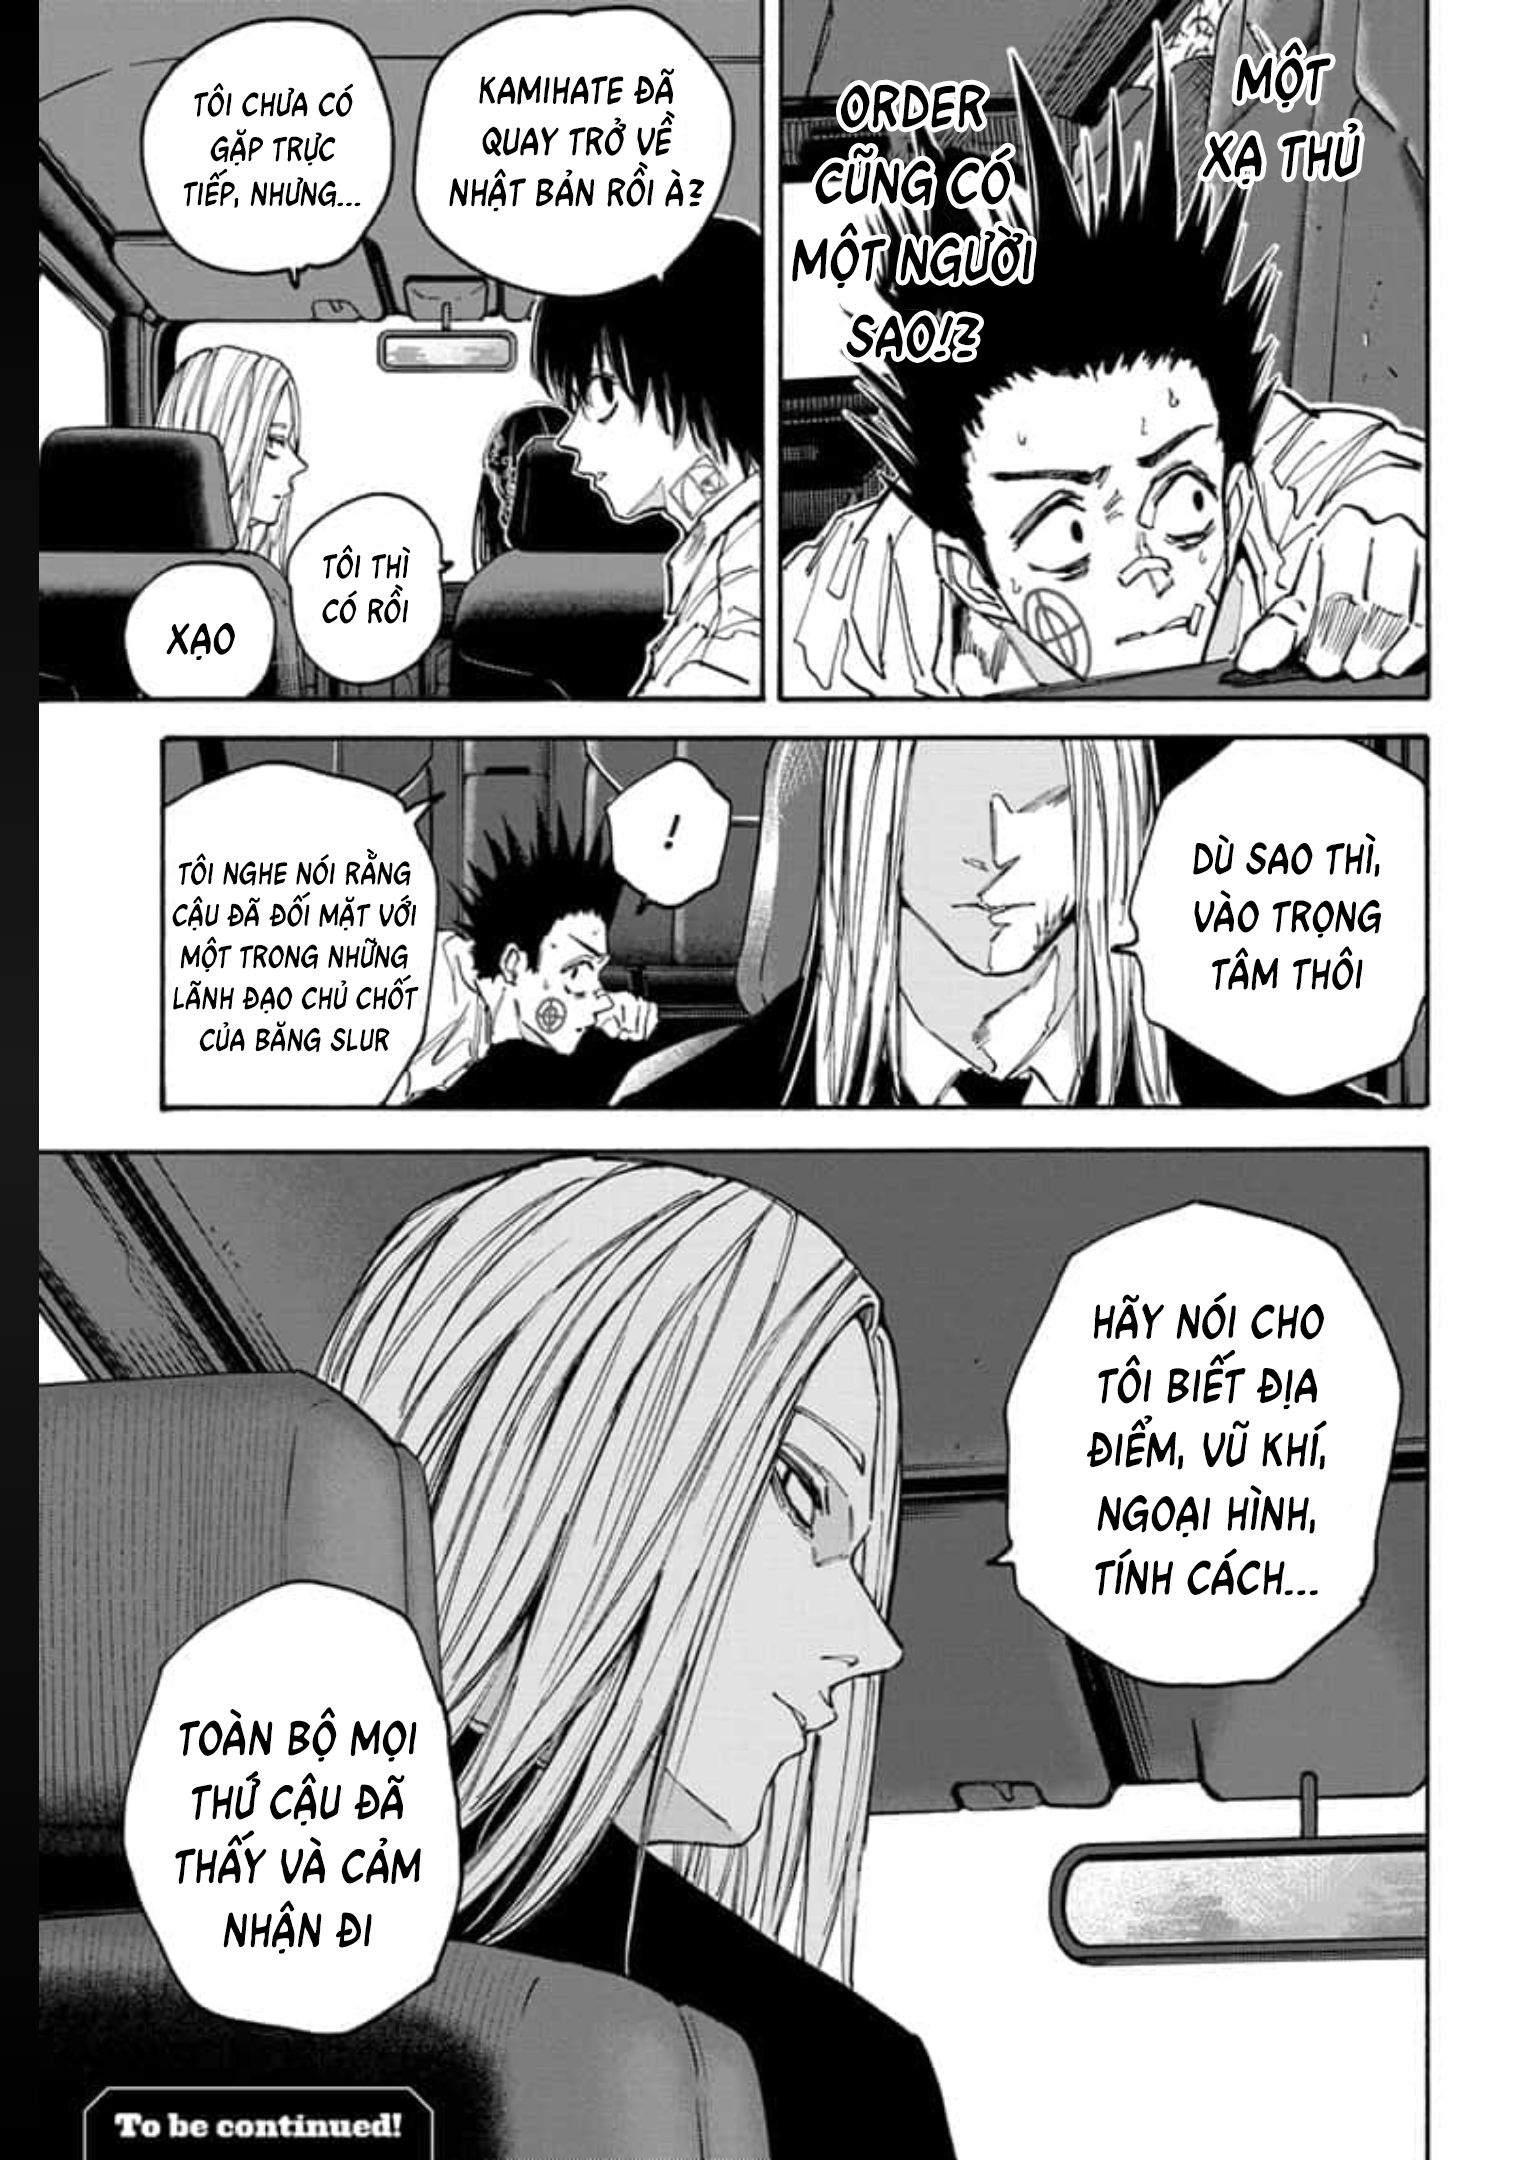 MỘT
XẠ THỦ
ORDER
CŨNG CÓ
MỘT NGƯỜI
SAO!?
KAMIHATE ĐÃ
QUAY TRỞ VỀ
NHẬT BẢN RỒI À?
TÔI CHƯA CÓ
GẶP TRỰC
TIẾP, NHƯNG...
TÔI THÌ
CÓ RỒI
XẠO
DÙ SAO THÌ,
VÀO TRỌNG
TÂM THÔI
!
TÔI NGHE NÓI RẰNG
CẬU ĐÃ ĐỐI MẶT VỚI
MỘT TRONG NHỮNG
LÃNH ĐẠO CHỦ CHỐT
CỦA BĂNG SLUR
HÃY NÓI CHO
TÔI BIẾT ĐỊA
ĐIỂM, VŨ KHÍ,
NGOẠI HÌNH,
TÍNH CÁCH...
TOÀN BỘ MỌI
THỨ CẬU ĐÃ
THẤY VÀ CẢM
NHẬN ĐI
To be continued!